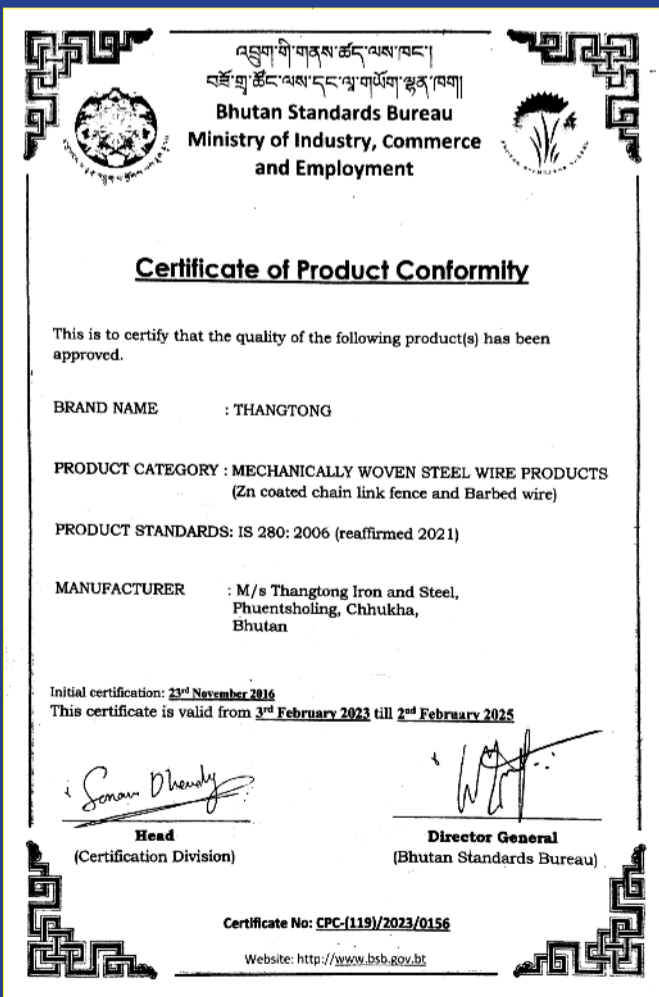 འབྲུག་གི་གནས་ཚད་ལས་ཁང་།
བཟོ་གྲྭ་ཚོང་ལས་དང་ལཱ་གཡོག་ལྷན་ཁག།
Bhutan Standards Bureau
Ministry of Industry, Commerce
and Employment
Certificate of Product Conformity
This is to certify that the quality of the following product(s) has been
approved.
BRAND NAME : THANGTONG
PRODUCT CATEGORY : MECHANICALLY WOVEN STEEL WIRE PRODUCTS
(Zn coated chain link fence and Barbed wire)
PRODUCT STANDARDS: IS 280: 2006 (reaffirmed 2021)
MANUFACTURER : M/s Thangtong Iron and Steel,
Phuentsholing, Chhukha,
Bhutan
Initial certification: 23rd November 2016
This certificate is valid from 3rd February 2023 till 2nd February 2025
Head
(Certification Division)
Director General
(Bhutan Standards Bureau)
Certificate No: CPC-(119)/2023/0156
Website: http://www.bsb.gov.bt